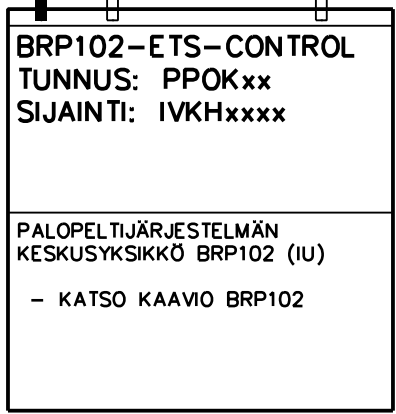 BRP102-ETS-CONTROL
TUNNUS: PPOKxx
SIJAINTI: IVKHxxxx
PALOPELTIJÄRJESTELMÄN
KESKUSYKSIKKÖ BRP102 (IU)
- KATSO KAAVIO BRP102